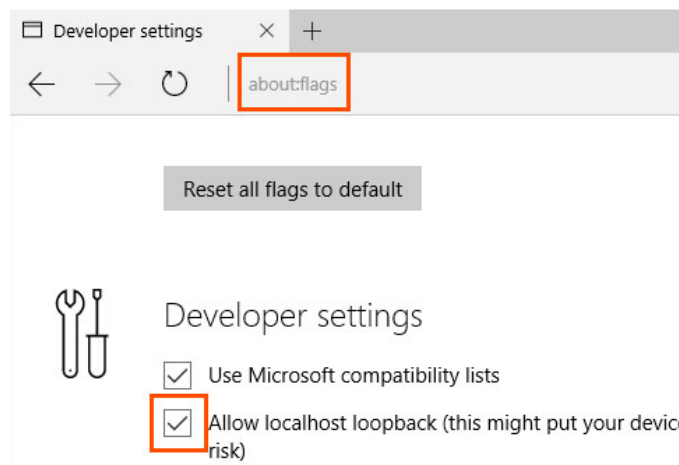 Developer settings
about:flags
Reset all flags to default
Developer settings
Use Microsoft compatibility lists
Allow localhost loopback (this might put your device
risk)